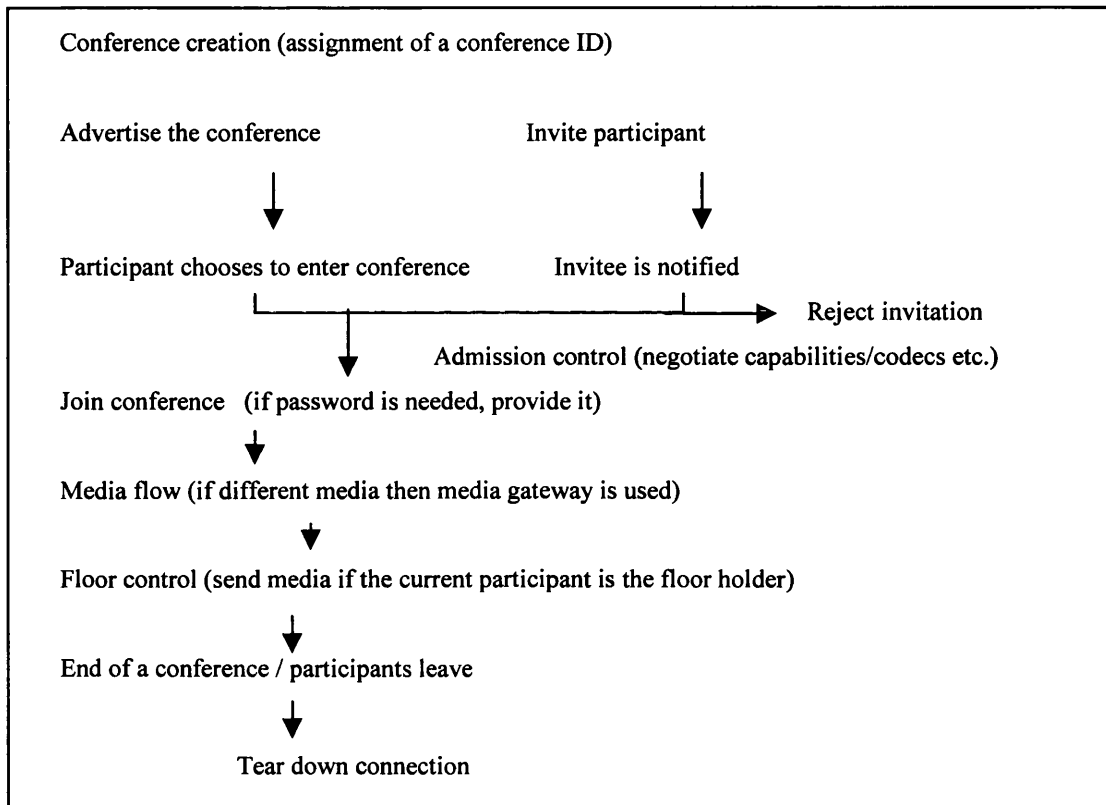 Conference creation (assignment of a conference ID)
Advertise the conference
Invite participant
Participant chooses to enter conference
Invitee is notified
Reject invitation
Admission control (negotiate capabilities/codecs etc.)
Join conference (if password is needed, provide it)
Media flow (if different media then media gateway is used)
Floor control (send media if the current participant is the floor holder)
End of a conference / participants leave
Tear down connection